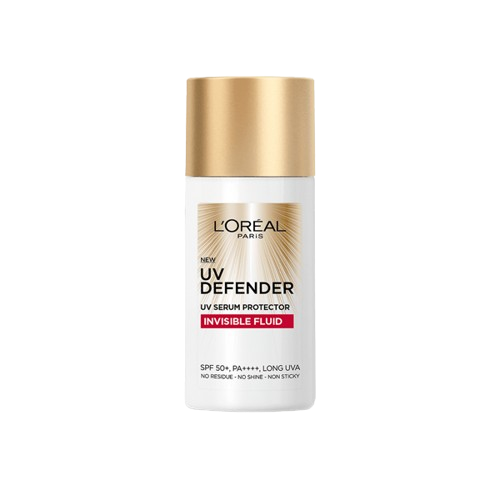 L'ORÉAL
PARIS
NEW
UV
DEFENDER
UV SERUM PROTECTOR
INVISIBLE FLUID
SPF 50+, PA++++, LONG UVA
NO RESIDUE - NO SHINE - NON STICKY